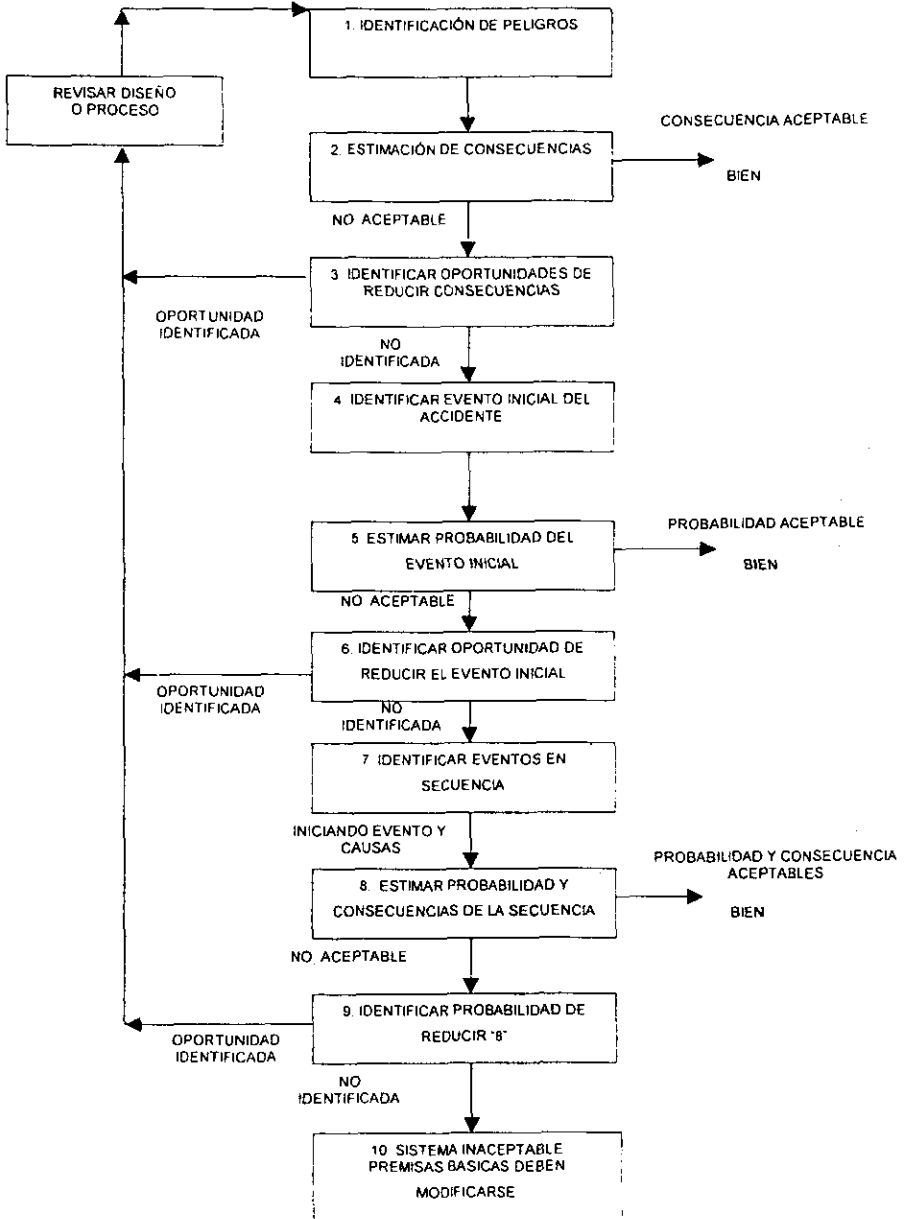 1. IDENTIFICACIÓN DE PELIGROS
REVISAR DISEÑO
O PROCESO
CONSECUENCIA ACEPTABLE
2. ESTIMACIÓN DE CONSECUENCIAS
BIEN
NO ACEPTABLE
3 IDENTIFICAR OPORTUNIDADES DE
REDUCIR CONSECUENCIAS
OPORTUNIDAD
IDENTIFICADA
NO
IDENTIFICADA
4 IDENTIFICAR EVENTO INICIAL DEL
ACCIDENTE
PROBABILIDAD ACEPTABLE
5 ESTIMAR PROBABILIDAD DEL
EVENTO INICIAL
BIEN
NO ACEPTABLE
6. IDENTIFICAR OPORTUNIDAD DE
REDUCIR EL EVENTO INICIAL
OPORTUNIDAD
IDENTIFICADA
NO
IDENTIFICADA
7 IDENTIFICAR EVENTOS EN
SECUENCIA
INICIANDO EVENTO Y
CAUSAS
PROBABILIDAD Y CONSECUENCIA
ACEPTABLES
8. ESTIMAR PROBABILIDAD Y
CONSECUENCIAS DE LA SECUENCIA
BIEN
NO ACEPTABLE
9. IDENTIFICAR PROBABILIDAD DE
REDUCIR "8"
OPORTUNIDAD
IDENTIFICADA
NO
IDENTIFICADA
10 SISTEMA INACEPTABLE
PREMISAS BASICAS DEBEN
MODIFICARSE